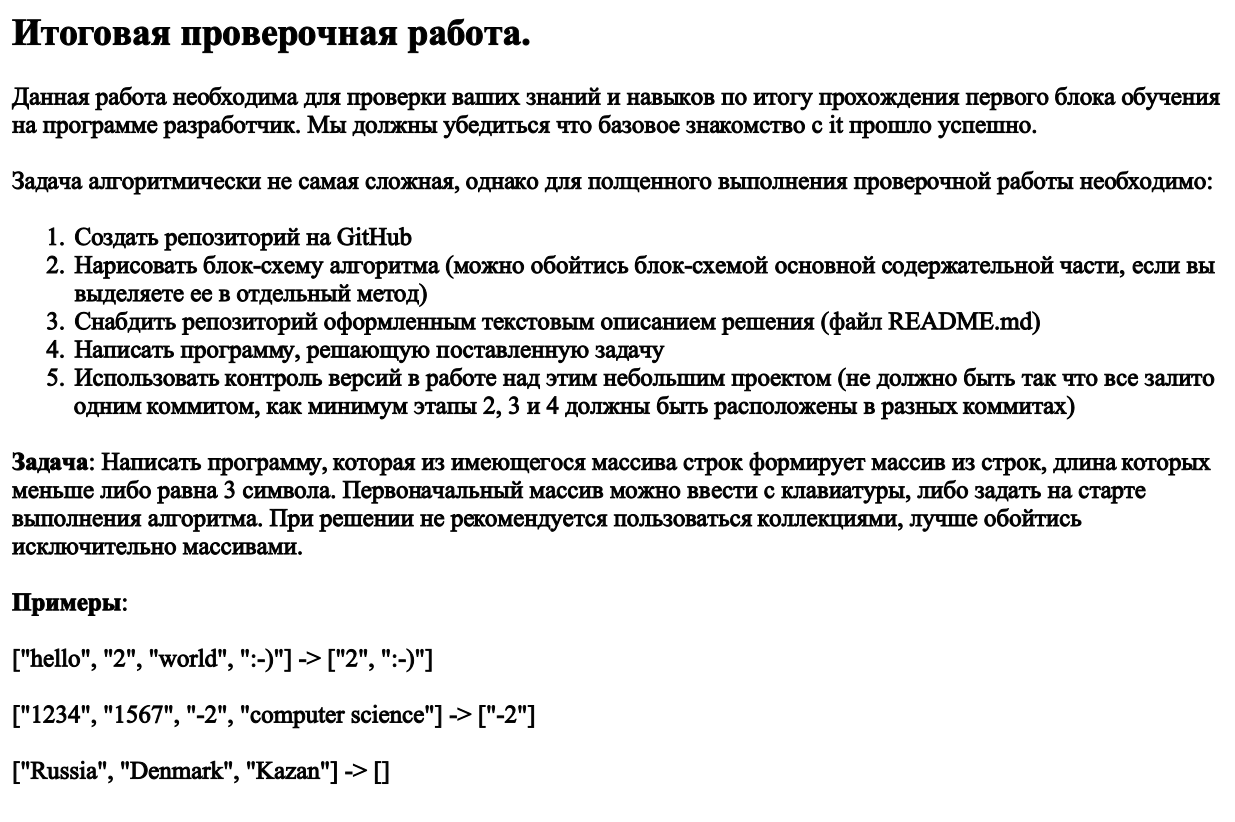 Итоговая проверочная работа.
Данная работа необходима для проверки ваших знаний и навыков по итогу прохождения первого блока обучения
на программе разработчик. Мы должны убедиться что базовое знакомство с it прошло успешно.
Задача алгоритмически не самая сложная, однако для полценного выполнения проверочной работы необходимо:
1. Создать репозиторий на GitHub
2. Нарисовать блок-схему алгоритма (можно обойтись блок-схемой основной содержательной части, если вы
выделяете ее в отдельный метод)
3. Снабдить репозиторий оформленным текстовым описанием решения (файл README.md)
4. Написать программу, решающую поставленную задачу
5. Использовать контроль версий в работе над этим небольшим проектом (не должно быть так что все залито
одним коммитом, как минимум этапы 2, 3 и 4 должны быть расположены в разных коммитах)
Задача: Написать программу, которая из имеющегося массива строк формирует массив из строк, длина которых
меньше либо равна 3 символа. Первоначальный массив можно ввести с клавиатуры, либо задать на старте
выполнения алгоритма. При решении не рекомендуется пользоваться коллекциями, лучше обойтись
исключительно массивами.
Примеры:
["hello", "2", "world", ":-)"] -> ["2", ":-)"]
["1234", "1567", "-2", "computer science"] -> ["-2"]
["Russia", "Denmark", "Kazan"] -> []